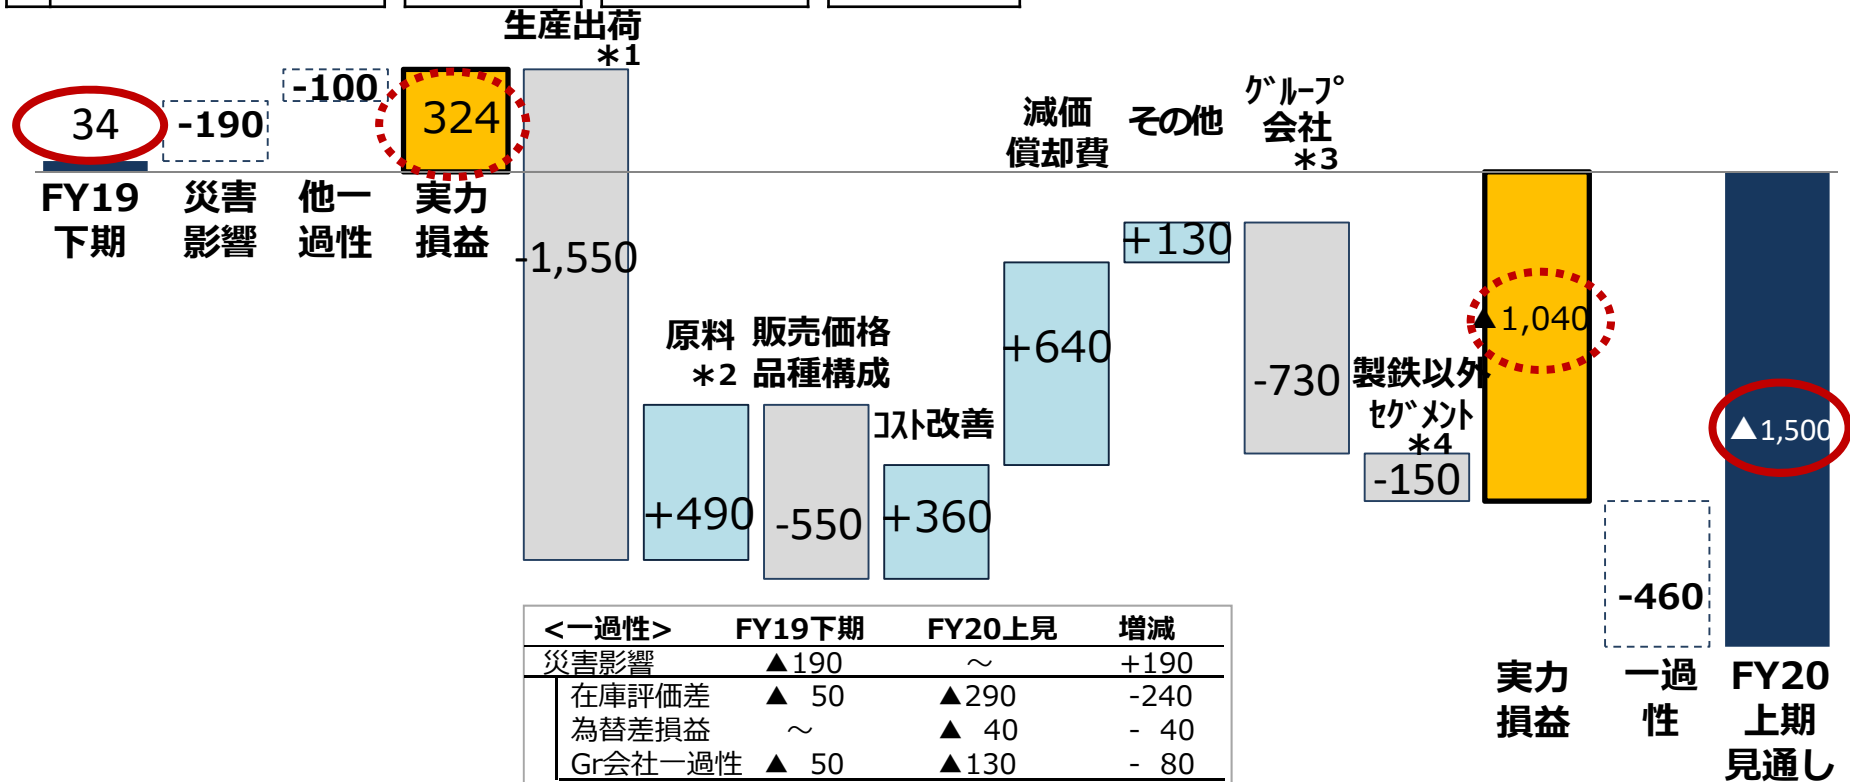 生産出荷
*1
34
-190
-100
324
FY19
下期
災害
影響
他一
過性
実力
損益
-1,550
原料
*2
+490
販売価格
品種構成
-550
コスト改善
+360
減価
償却費
+640
その他
+130
グループ
会社
*3
-730
製鉄以外
セグメント
*4
-150
▲1,040
実力
損益
-460
一過
性
▲1,500
FY20
上期
見通し
<一過性> FY19下期 FY20上見 増減
災害影響 ▲190 ～ +190
在庫評価差 ▲ 50 ▲290 -240
為替差損益 ～ ▲ 40 - 40
Gr会社一過性 ▲ 50 ▲130 - 80